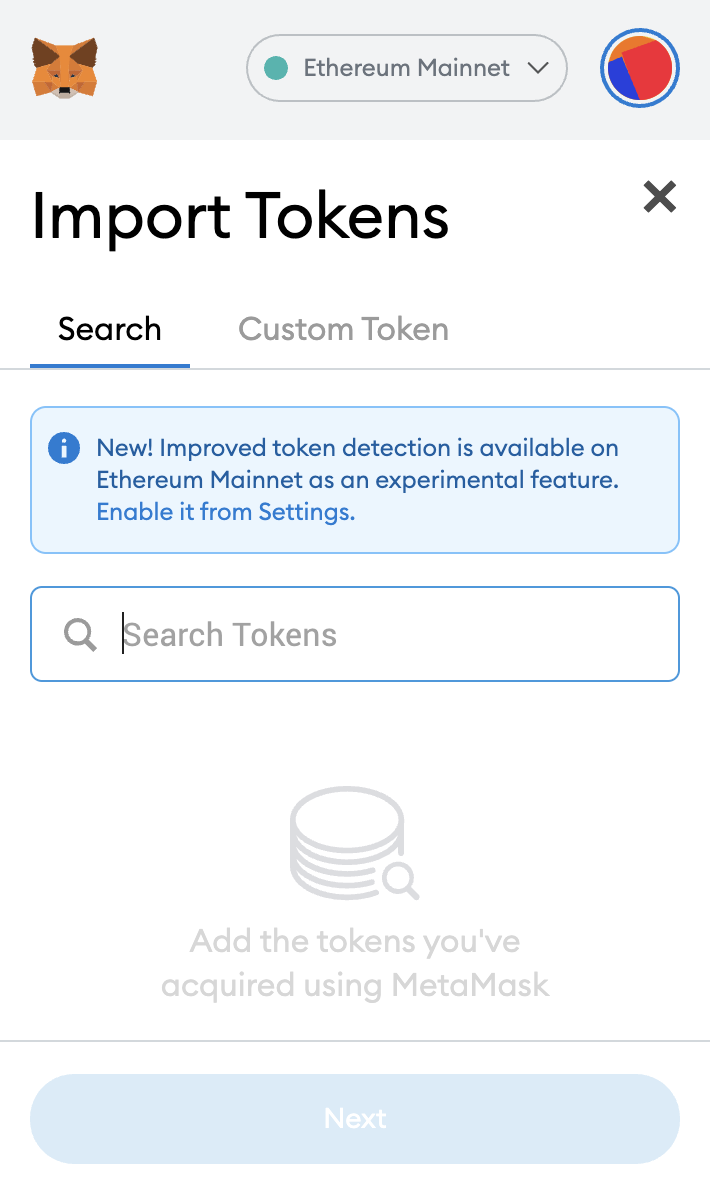 Ethereum Mainnet
Import Tokens
Search
Custom Token
New! Improved token detection is available on
Ethereum Mainnet as an experimental feature.
Enable it from Settings.
Search Tokens
Add the tokens you've
acquired using MetaMask
Next